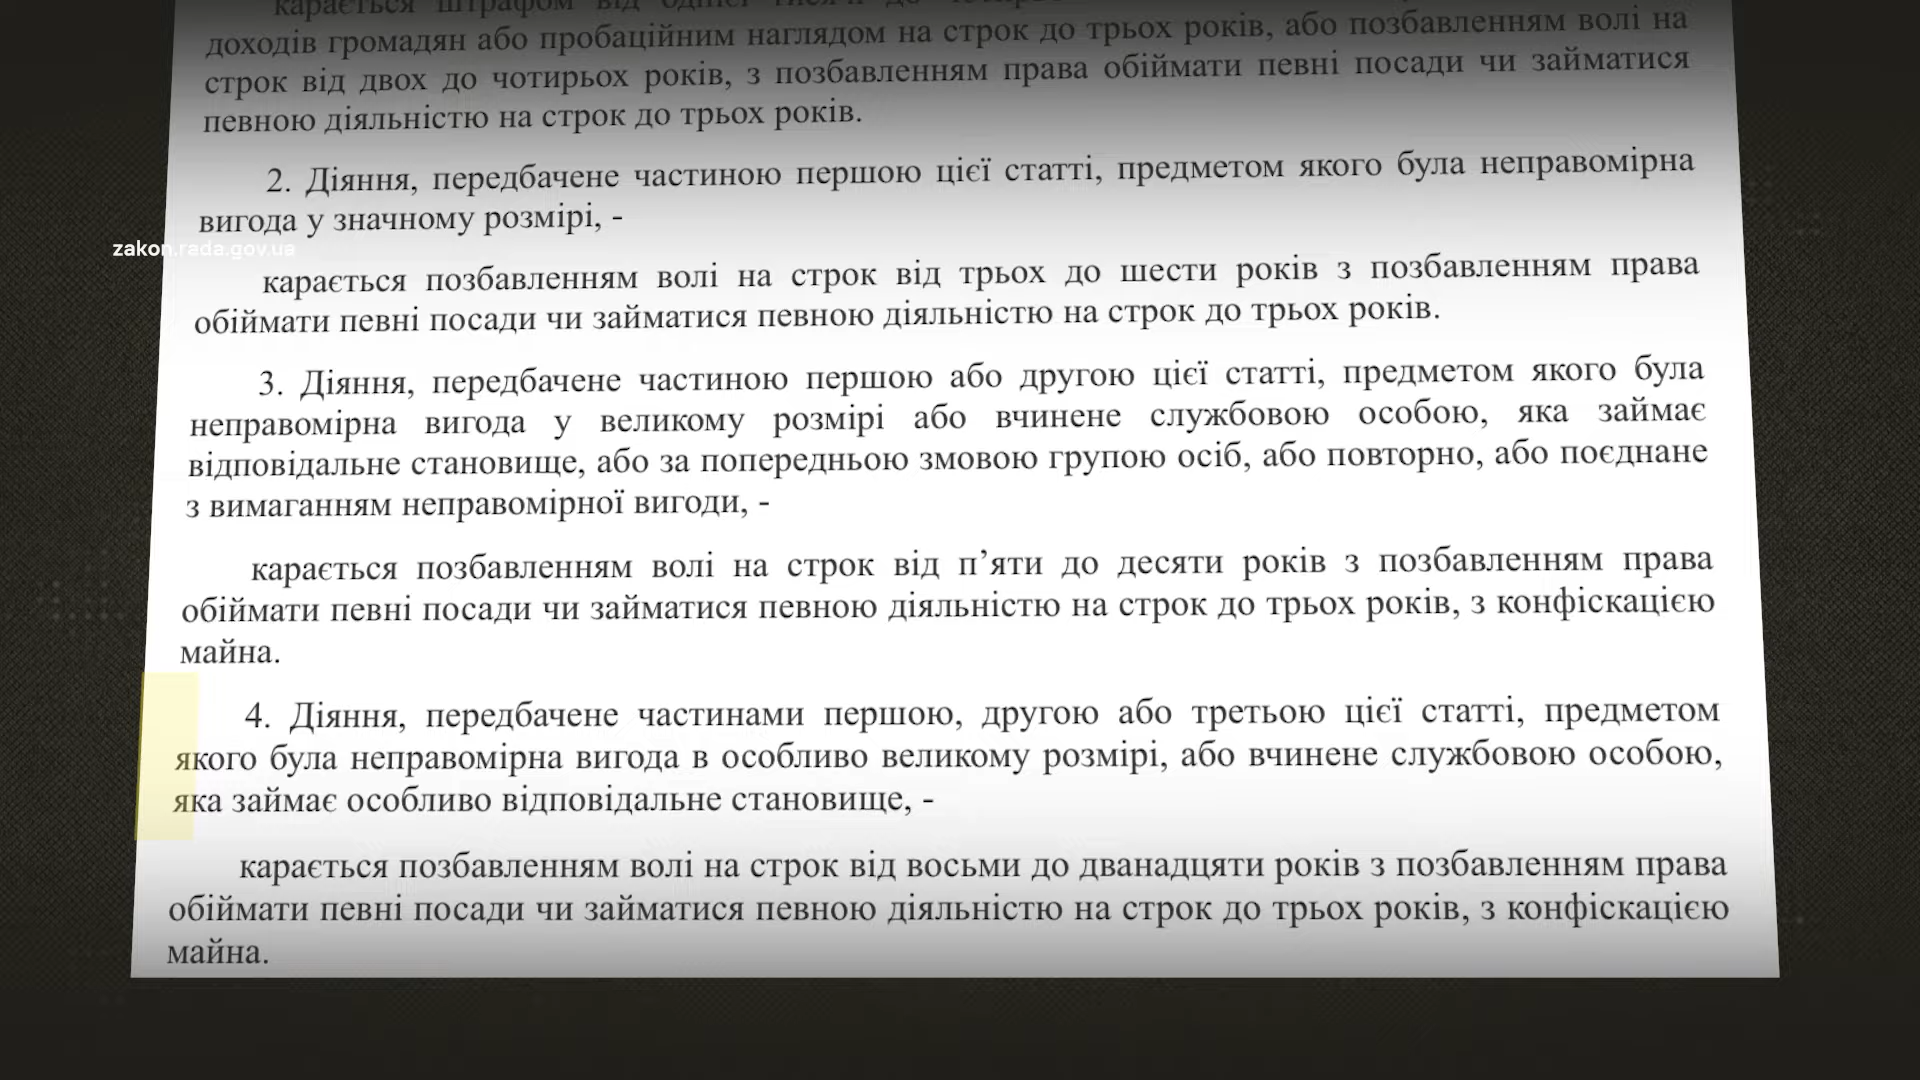 карається штрафом від однієї тисячі до
доходів громадян або пробаційним наглядом на строк до трьох років, або позбавленням волі на
строк від двох до чотирьох років, з позбавленням права обіймати певні посади чи займатися
певною діяльністю на строк до трьох років.
2. Діяння, передбачене частиною першою цієї статті, предметом якого була неправомірна
вигода у значному розмірі, -
zakon.rada.gov.ua
карається позбавленням волі на строк від трьох до шести років з позбавленням права
обіймати певні посади чи займатися певною діяльністю на строк до трьох років.
3. Діяння, передбачене частиною першою або другою цієї статті, предметом якого була
неправомірна вигода у великому розмірі або вчинене службовою особою, яка займає
відповідальне становище, або за попередньою змовою групою осіб, або повторно, або поєднане
з вимаганням неправомірної вигоди, -
карається позбавленням волі на строк від п’яти до десяти років з позбавленням права
обіймати певні посади чи займатися певною діяльністю на строк до трьох років, з конфіскацією
майна.
4. Діяння, передбачене частинами першою, другою або третьою цієї статті, предметом
якого була неправомірна вигода в особливо великому розмірі, або вчинене службовою особою,
яка займає особливо відповідальне становище, -
карається позбавленням волі на строк від восьми до дванадцяти років з позбавленням права
обіймати певні посади чи займатися певною діяльністю на строк до трьох років, з конфіскацією
майна.